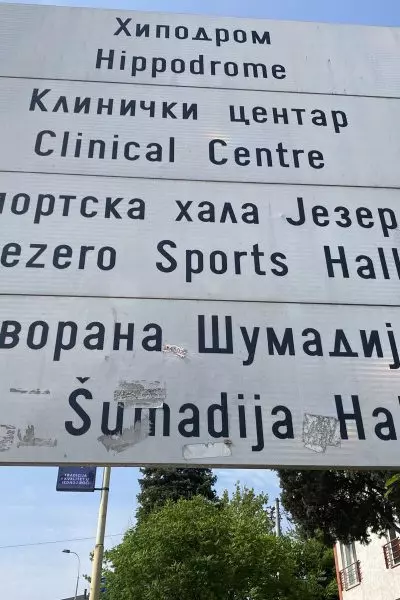 Хиподром
Hippodrome
Клинички центар
Clinical Centre
портска хала Језер
ezero Sports Hall
ворана Шумадиј
Šumadija Ha